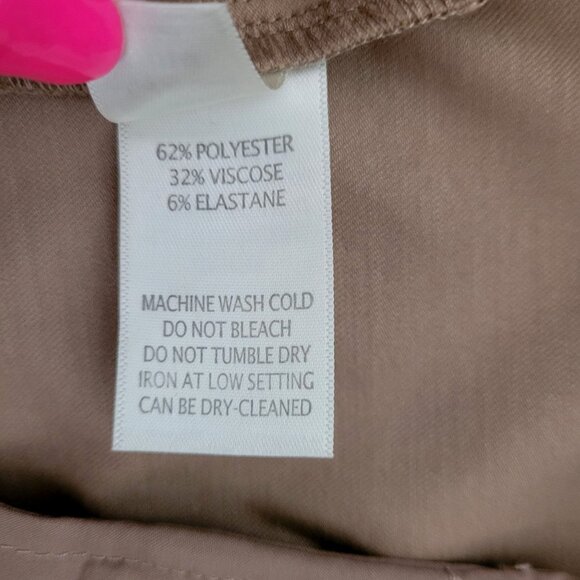 62% POLYESTER
32% VISCOSE
6% ELASTANE
MACHINE WASH COLD
DO NOT BLEACH
DO NOT TUMBLE DRY
IRON AT LOW SETTING
CAN BE DRY-CLEANED